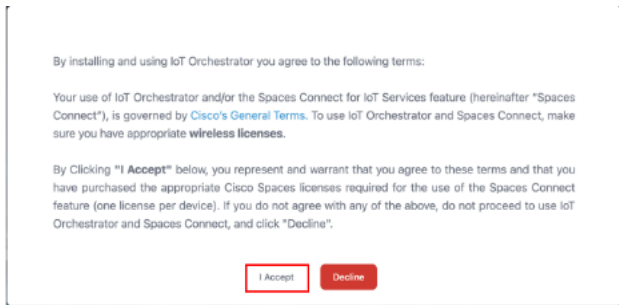 By installing and using IoT Orchestrator you agree to the following terms:
Your use of IoT Orchestrator and/or the Spaces Connect for IoT Services feature (hereinafter "Spaces
Connect"), is governed by Cisco's General Terms. To use IoT Orchestrator and Spaces Connect, make
sure you have appropriate wireless licenses.
By Clicking "I Accept" below, you represent and warrant that you agree to these terms and that you
have purchased the appropriate Cisco Spaces licenses required for the use of the Spaces Connect
feature (one license per device). If you do not agree with any of the above, do not proceed to use IoT
Orchestrator and Spaces Connect, and click "Decline".
I Accept Decline